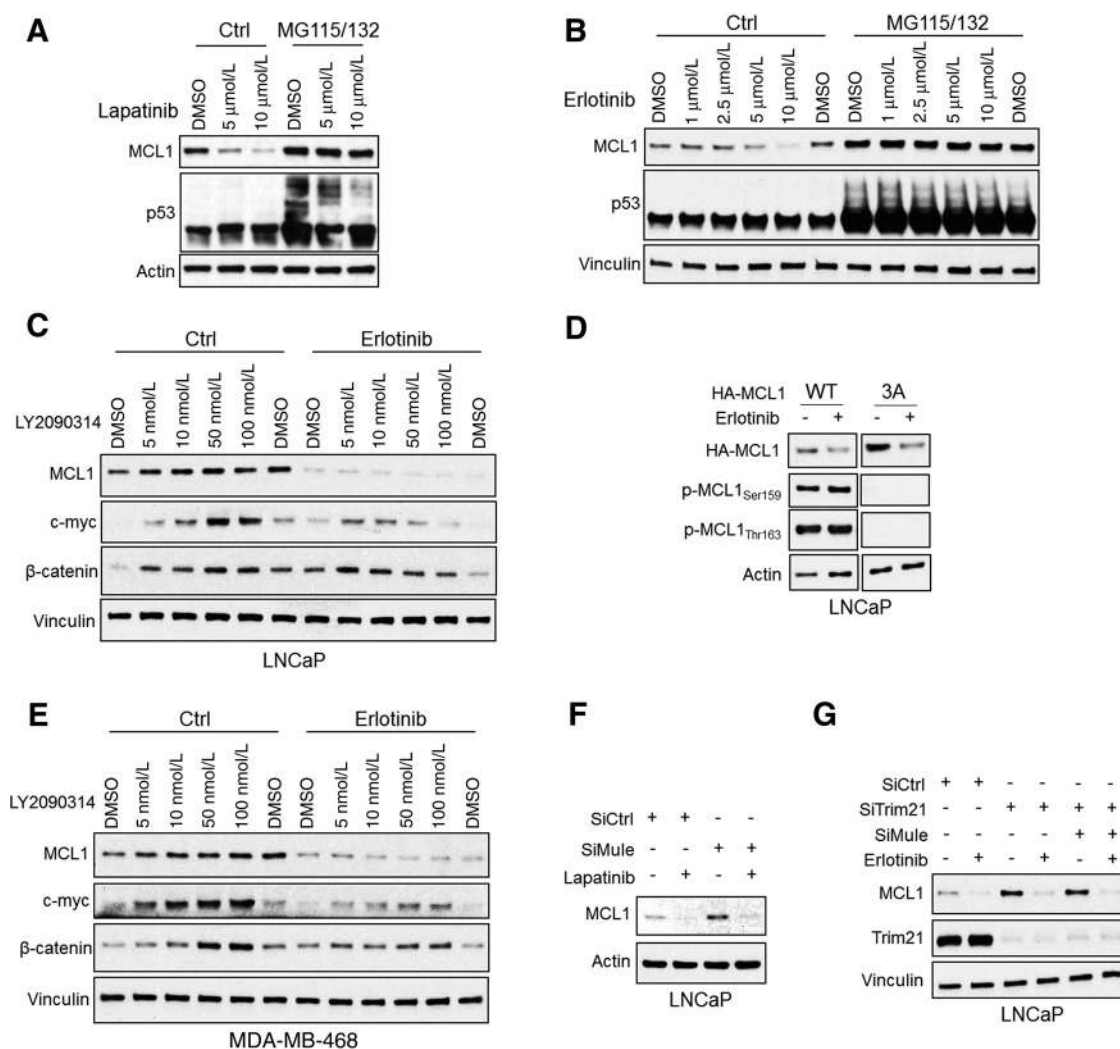 A
Ctrl MG115/132
Lapatinib DMSO 5 μmol/L 10 μmol/L DMSO 5 μmol/L 10 μmol/L
MCL1
p53
Actin
B
Ctrl MG115/132
Erlotinib DMSO 1 μmol/L 2.5 μmol/L 5 μmol/L 10 μmol/L DMSO DMSO 1 μmol/L 2.5 μmol/L 5 μmol/L 10 μmol/L DMSO
MCL1
p53
Vinculin
C
Ctrl Erlotinib
LY2090314 DMSO 5 nmol/L 10 nmol/L 50 nmol/L 100 nmol/L DMSO DMSO 5 nmol/L 10 nmol/L 50 nmol/L 100 nmol/L DMSO
MCL1
c-myc
β-catenin
Vinculin
LNCaP
D
HA-MCL1 WT 3A
Erlotinib - + - +
HA-MCL1
p-MCL1Ser159
p-MCL1Thr163
Actin
LNCaP
E
Ctrl Erlotinib
LY2090314 DMSO 5 nmol/L 10 nmol/L 50 nmol/L 100 nmol/L DMSO DMSO 5 nmol/L 10 nmol/L 50 nmol/L 100 nmol/L DMSO
MCL1
c-myc
β-catenin
Vinculin
MDA-MB-468
F
SiCtrl + + - -
SiMule - - + +
Lapatinib - + - +
MCL1
Actin
LNCaP
G
SiCtrl + + - - - -
SiTrim21 - - + + + +
SiMule - - - - + +
Erlotinib - + - + - +
MCL1
Trim21
Vinculin
LNCaP